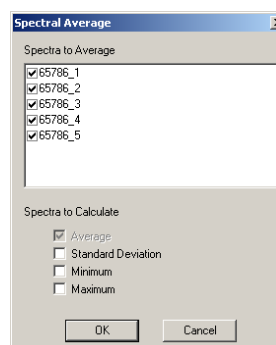 Spectral Average
Spectra to Average
65786_1
65786_2
65786_3
65786_4
65786_5
Spectra to Calculate
Average
Standard Deviation
Minimum
Maximum
OK Cancel